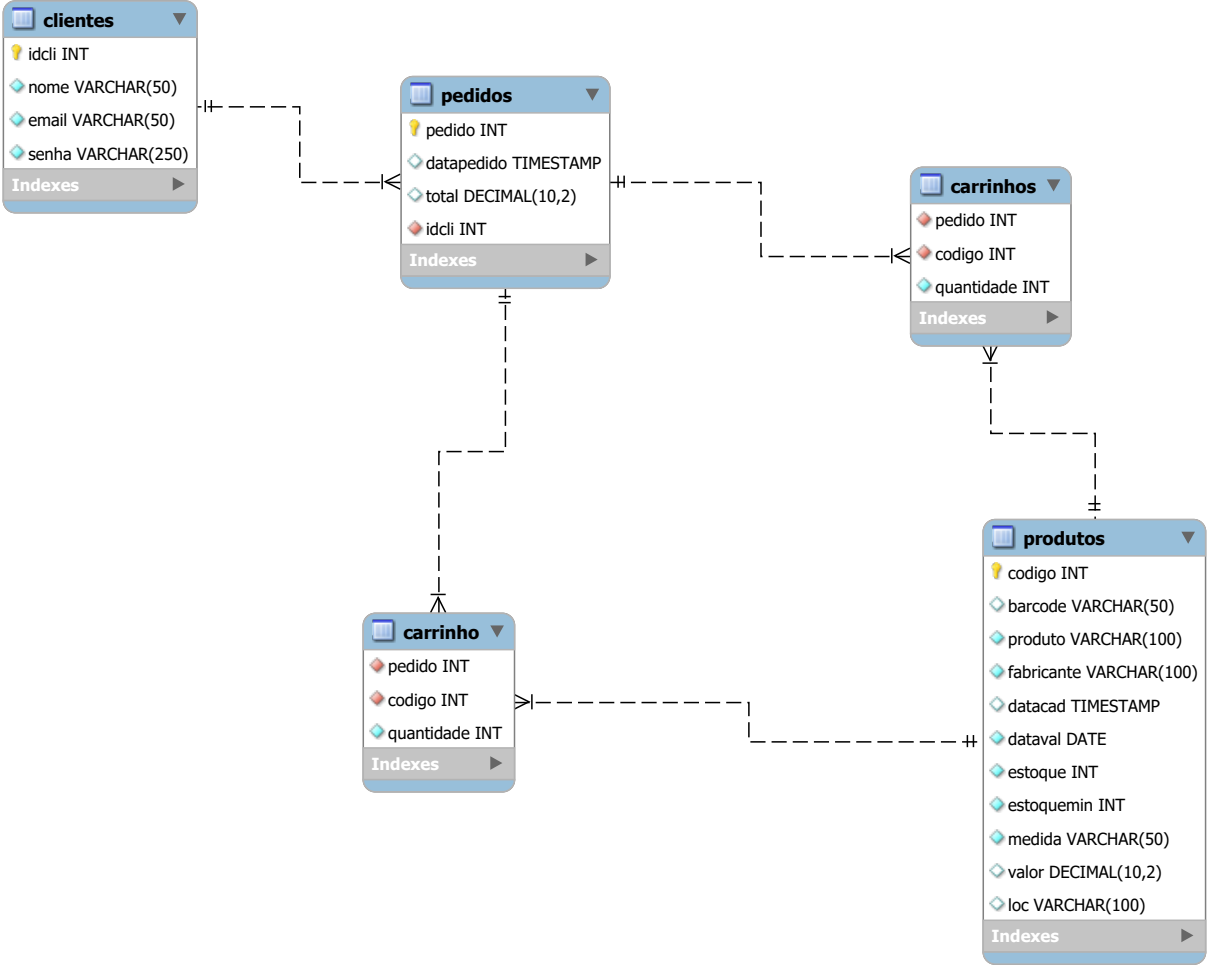 clientes
idcli INT
nome VARCHAR(50)
email VARCHAR(50)
senha VARCHAR(250)
Indexes
pedidos
pedido INT
datapedido TIMESTAMP
total DECIMAL(10,2)
idcli INT
Indexes
carrinhos
pedido INT
codigo INT
quantidade INT
Indexes
carrinho
pedido INT
codigo INT
quantidade INT
Indexes
produtos
codigo INT
barcode VARCHAR(50)
produto VARCHAR(100)
fabricante VARCHAR(100)
datacad TIMESTAMP
dataval DATE
estoque INT
estoquemin INT
medida VARCHAR(50)
valor DECIMAL(10,2)
loc VARCHAR(100)
Indexes